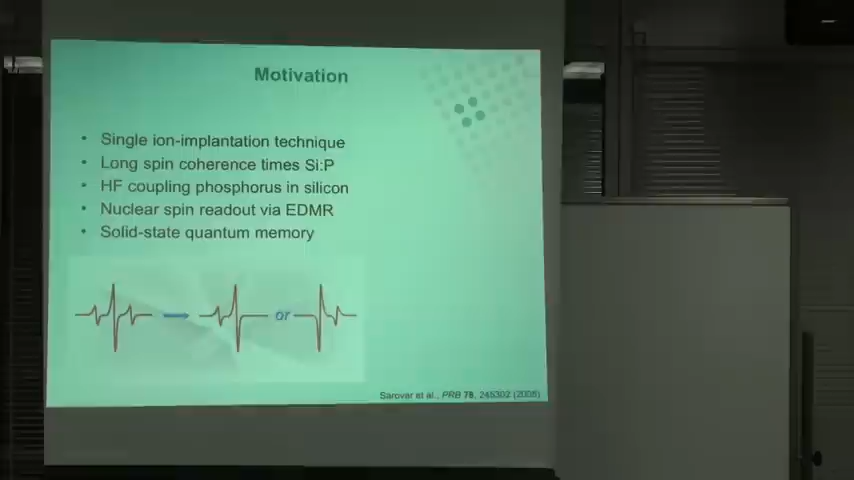 Motivation
• Single ion-implantation technique
• Long spin coherence times Si:P
• HF coupling phosphorus in silicon
• Nuclear spin readout via EDMR
• Solid-state quantum memory
or
Sarovar et al., PRB 78, 245302 (2008)